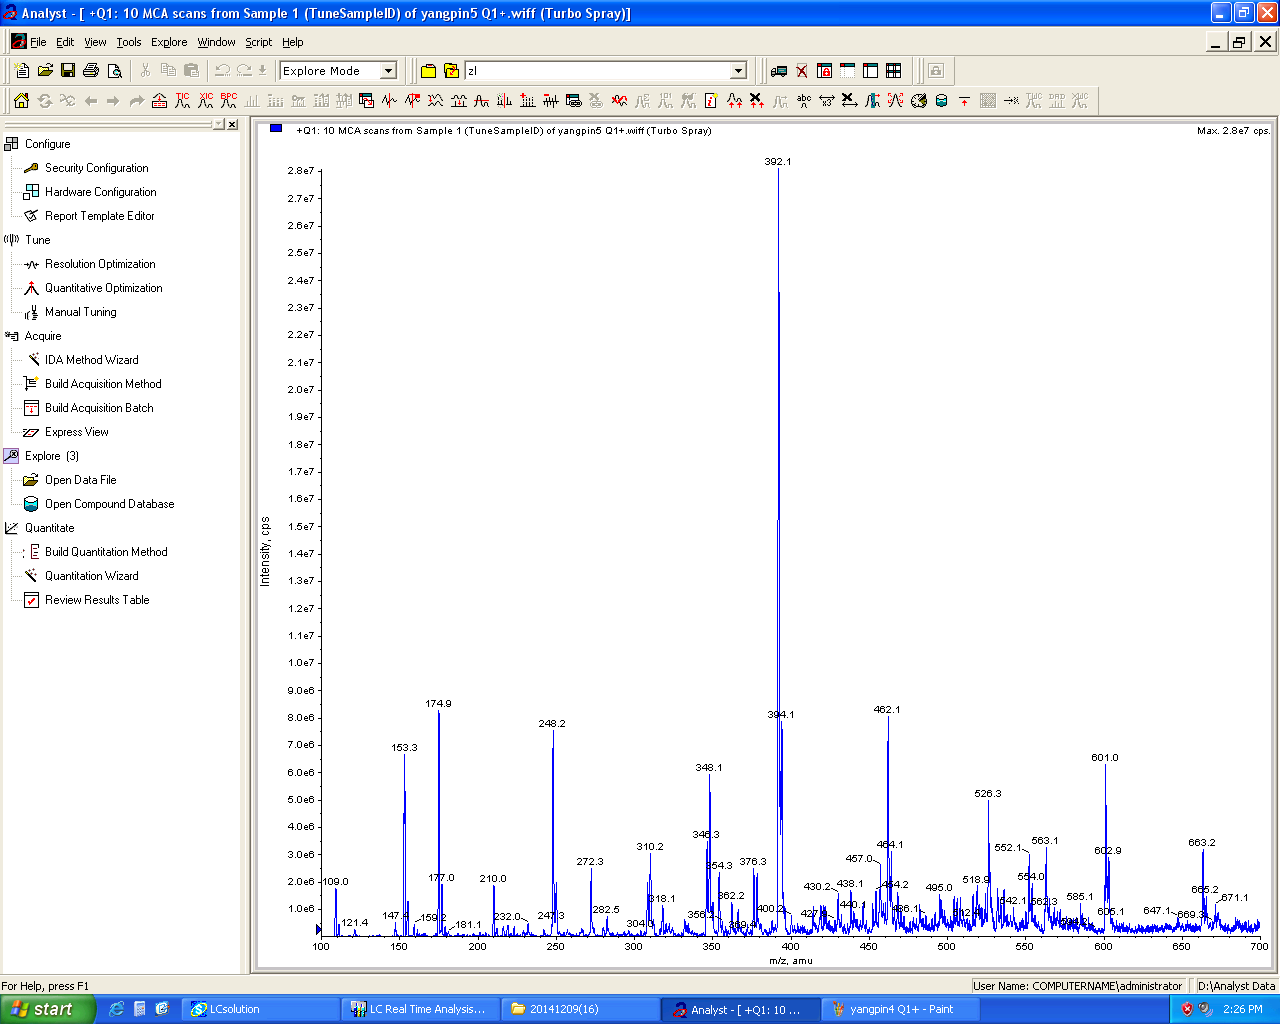 Analyst - [ +Q1: 10 MCA scans from Sample 1 (TuneSampleID) of yangpin5 Q1+.wiff (Turbo Spray)]
File Edit View Tools Explore Window Script Help
Explore Mode zl
TIC XIC BPC
Configure
Security Configuration
Hardware Configuration
Report Template Editor
Tune
Resolution Optimization
Quantitative Optimization
Manual Tuning
Acquire
IDA Method Wizard
Build Acquisition Method
Build Acquisition Batch
Express View
Explore (3)
Open Data File
Open Compound Database
Quantitate
Build Quantitation Method
Quantitation Wizard
Review Results Table
+Q1: 10 MCA scans from Sample 1 (TuneSampleID) of yangpin5 Q1+.wiff (Turbo Spray)
Max. 2.8e7 cps.
Intensity, cps
2.8e7
2.7e7
2.6e7
2.5e7
2.4e7
2.3e7
2.2e7
2.1e7
2.0e7
1.9e7
1.8e7
1.7e7
1.6e7
1.5e7
1.4e7
1.3e7
1.2e7
1.1e7
1.0e7
9.0e6
8.0e6
7.0e6
6.0e6
5.0e6
4.0e6
3.0e6
2.0e6
1.0e6
392.1
174.9
394.1
462.1
248.2
153.3
601.0
348.1
526.3
346.3
464.1
563.1
310.2
552.1
602.9
663.2
457.0
272.3
354.3
376.3
109.0
177.0
210.0
430.2
438.1
454.2
518.9
554.0
495.0
665.2
318.1
362.2
585.1
671.1
542.1
562.3
440.1
400.2
486.1
282.5
605.1
647.1
669.3
147.4
159.2
232.0
247.3
356.2
121.4
181.1
100 150 200 250 300 350 400 450 500 550 600 650 700
m/z, amu
For Help, press F1
User Name: COMPUTERNAME\administrator
D:\Analyst Data
start
LCsolution
LC Real Time Analysis...
20141209(16)
Analyst - [ +Q1: 10 ...
yangpin4 Q1+ - Paint
2:26 PM